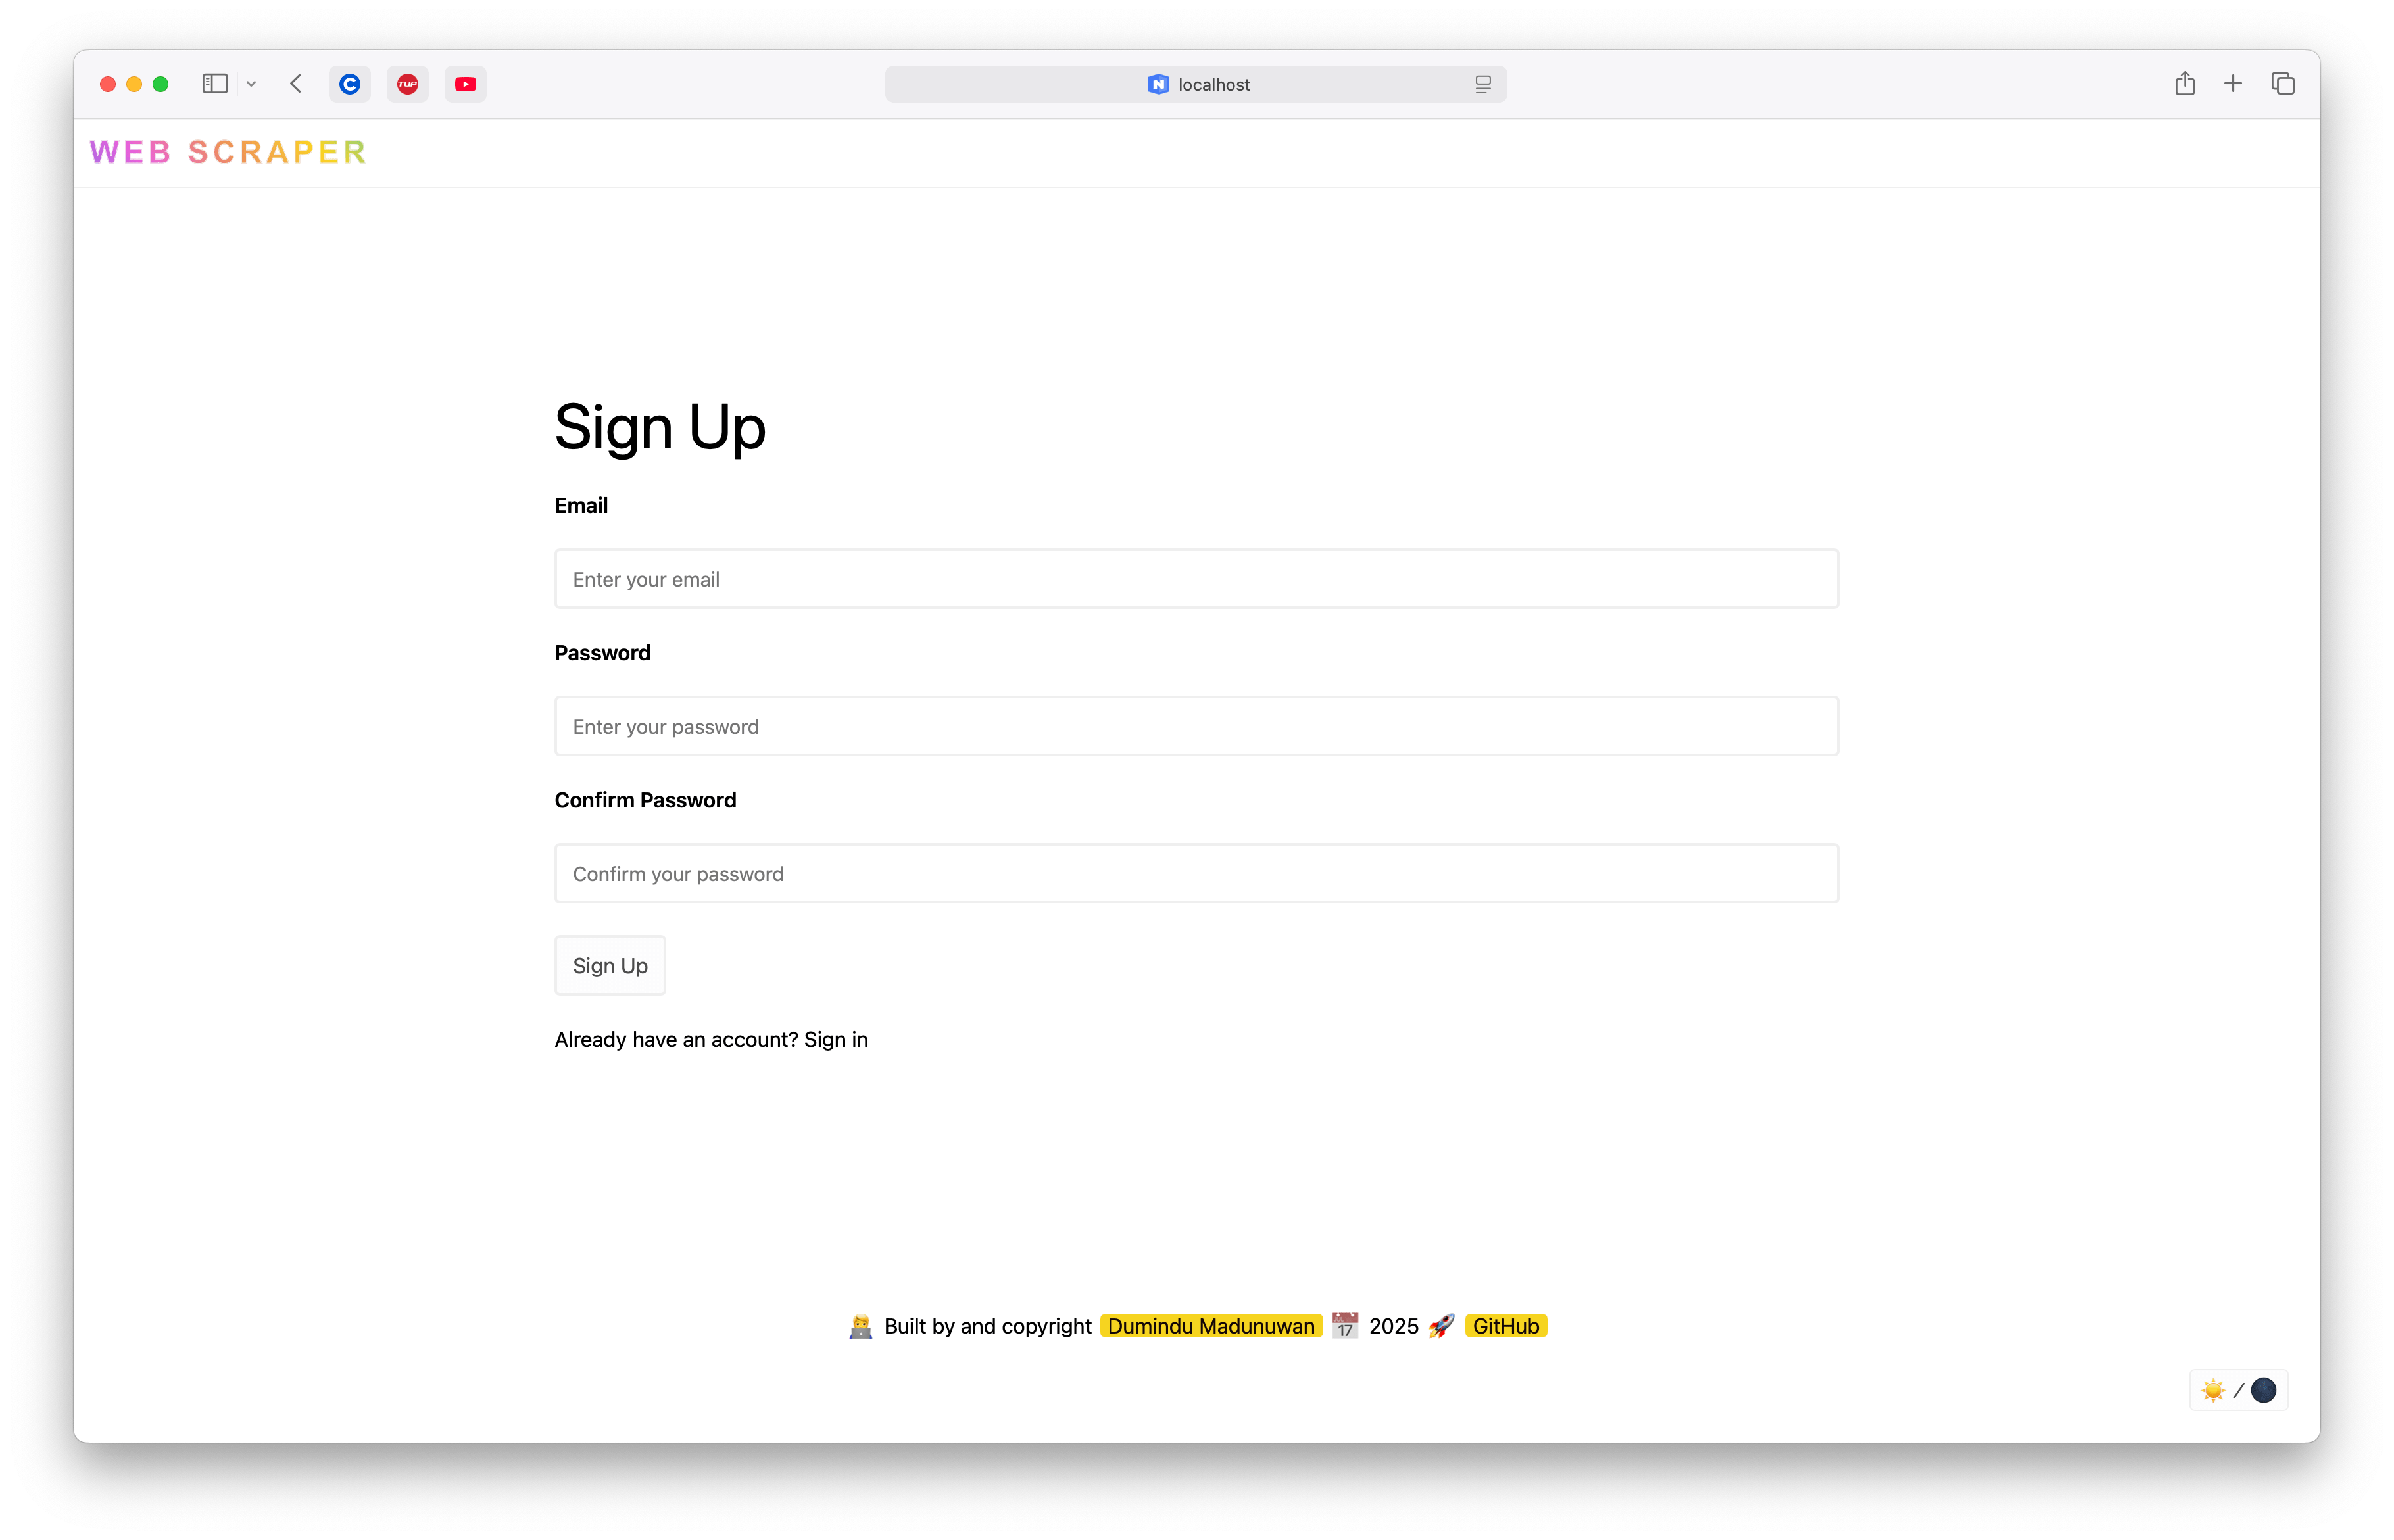 localhost
WEB SCRAPER
Sign Up
Email
Enter your email
Password
Enter your password
Confirm Password
Confirm your password
Sign Up
Already have an account? Sign in
🧑‍💻 Built by and copyright Dumindu Madunuwan 📅 2025 🚀 GitHub
☀️ / 🌑